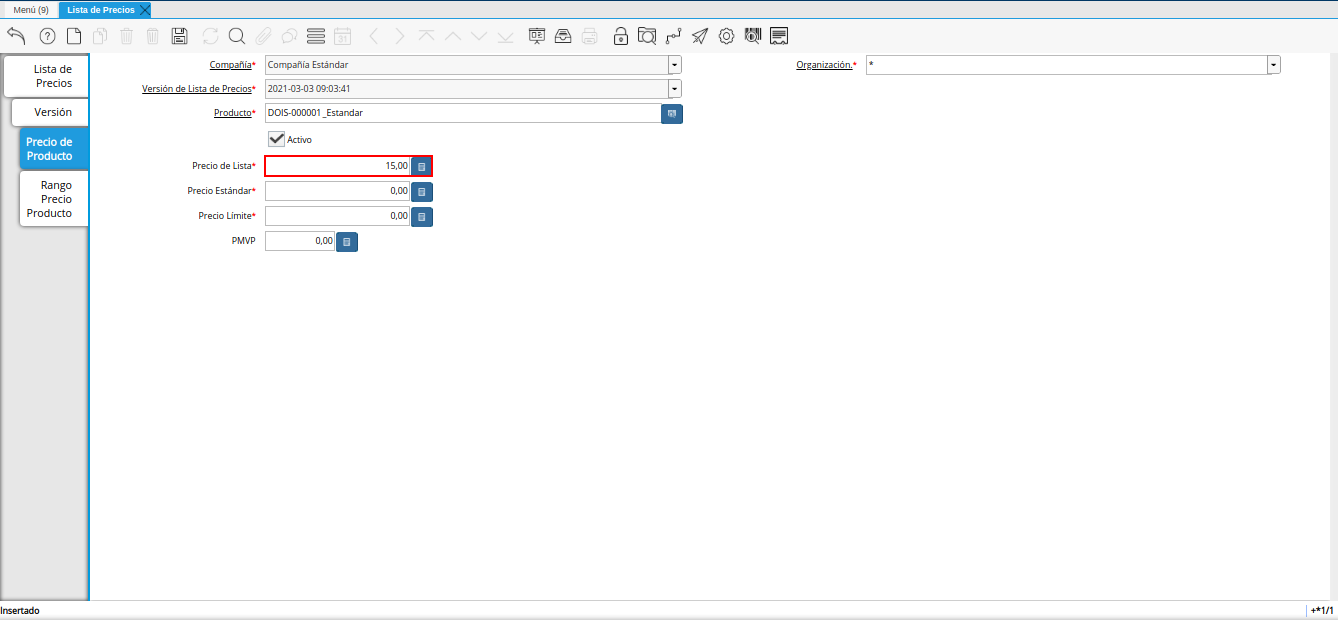 Menú (9)
Lista de Precios
31
Lista de
Precios
Versión
Precio de
Producto
Rango
Precio
Producto
Compañía*
Compañía Estándar
Organización.*
*
Versión de Lista de Precios*
2021-03-03 09:03:41
Producto*
DOIS-000001_Estandar
Activo
Precio de Lista*
15,00
Precio Estándar*
0,00
Precio Límite*
0,00
PMVP
0,00
Insertado
+*1/1